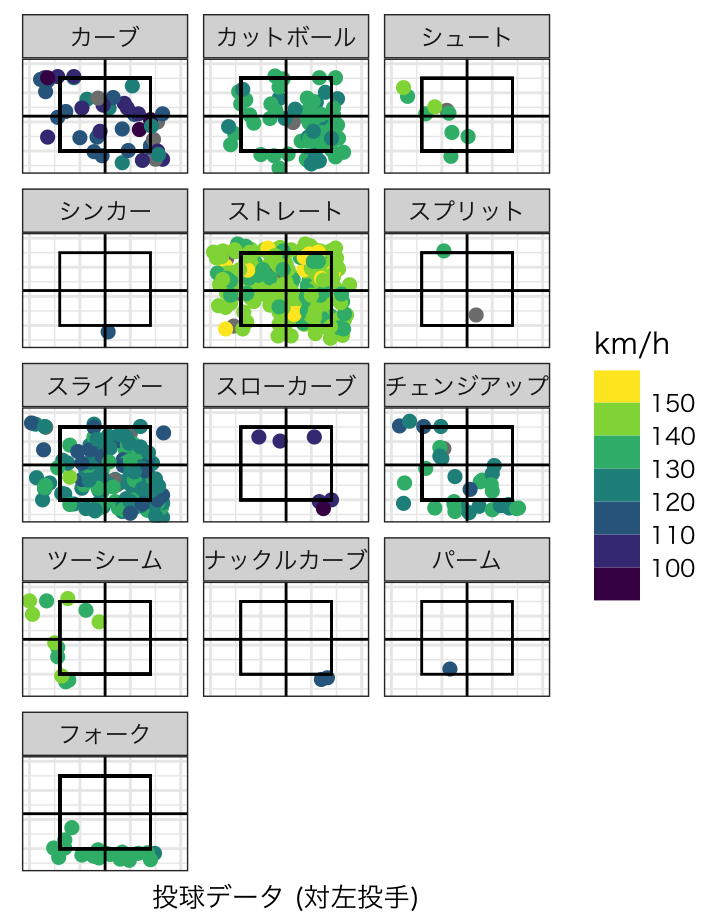 カーブ
カットボール
シュート
シンカー
ストレート
スプリット
スライダー
スローカーブ
チェンジアップ
ツーシーム
ナックルカーブ
パーム
フォーク
km/h
150
140
130
120
110
100
投球データ (対左投手)